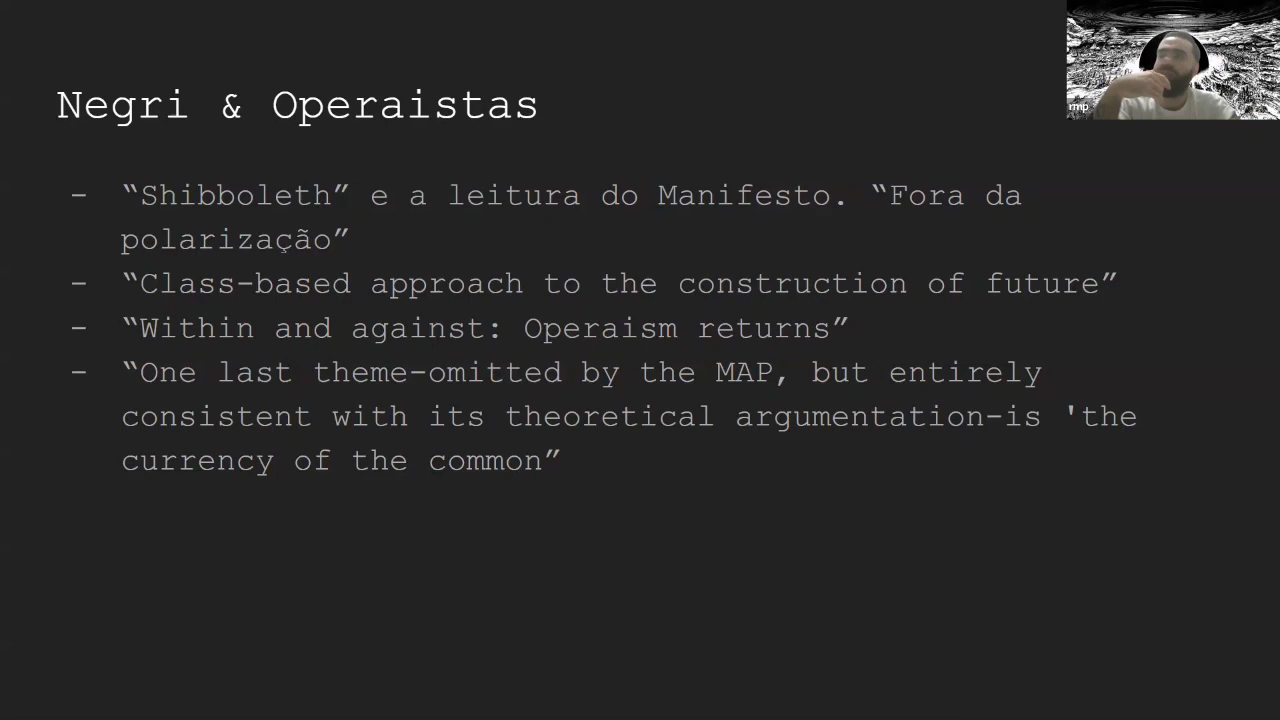 rmp
Negri & Operaistas
- “Shibboleth” e a leitura do Manifesto. “Fora da
polarização”
- “Class-based approach to the construction of future”
- “Within and against: Operaism returns”
- “One last theme-omitted by the MAP, but entirely
consistent with its theoretical argumentation-is 'the
currency of the common”